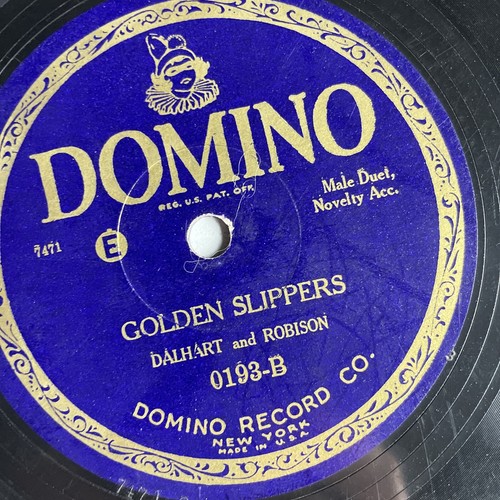 DOMINO
REG. U.S. PAT. OFF.
Male Duet,
Novelty Acc.
7471
E
GOLDEN SLIPPERS
DALHART and ROBISON
0193-B
DOMINO RECORD CO.
NEW YORK
MADE IN U.S.A.